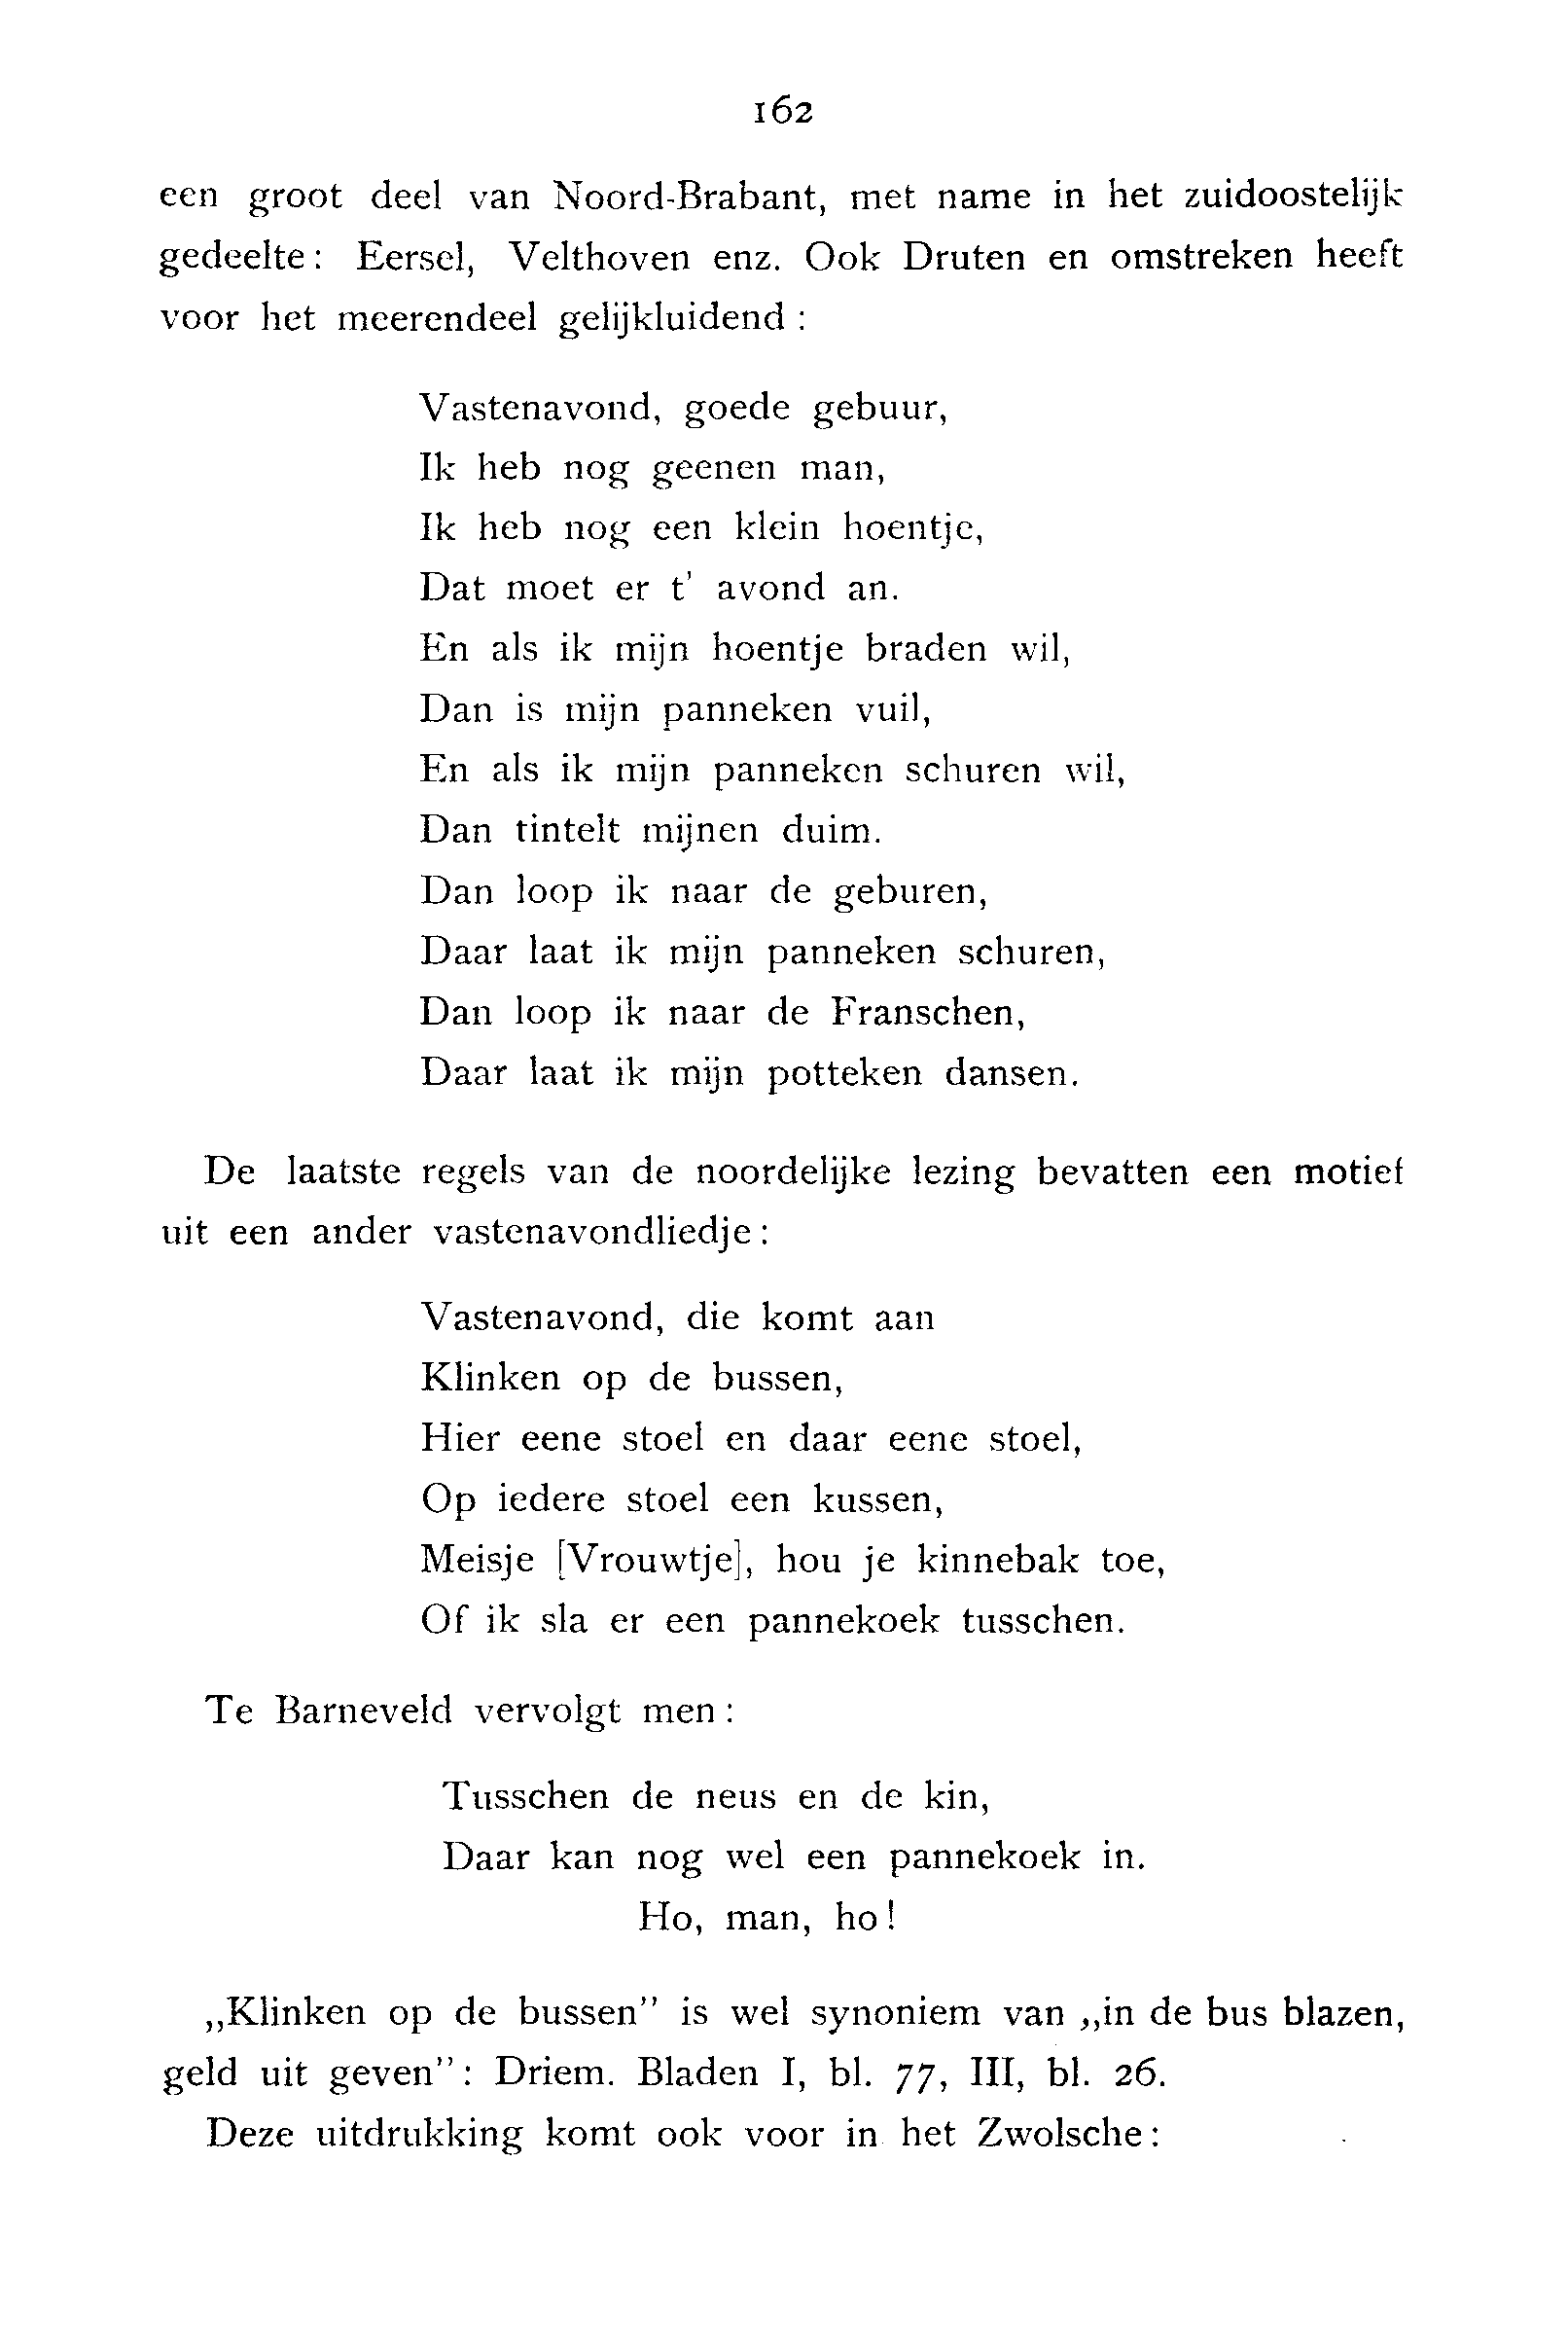 162
een groot deel van Noord-Brabant, met name in het zuidoostelijk
gedeelte: Eersel, Velthoven enz. Ook Druten en omstreken heeft
voor het meerendeel gelijkluidend :
Vastenavond, goede gebuur,
Ik heb nog geenen man,
Ik heb nog een klein hoentje,
Dat moet er t' avond an.
En als ik mijn hoentje braden wil,
Dan is mijn panneken vuil,
En als ik mijn panneken schuren wil,
Dan tintelt mijnen duim.
Dan loop ik naar de geburen,
Daar laat ik mijn panneken schuren,
Dan loop ik naar de Franschen,
Daar laat ik mijn potteken dansen.
De laatste regels van de noordelijke lezing bevatten een motief
uit een ander vastenavondliedje:
Vastenavond, die komt aan
Klinken op de bussen,
Hier eene stoel en daar eene stoel,
Op iedere stoel een kussen,
Meisje [Vrouwtje], hou je kinnebak toe,
Of ik sla er een pannekoek tusschen.
Te Barneveld vervolgt men :
Tusschen de neus en de kin,
Daar kan nog wel een pannekoek in.
Ho, man, ho!
„Klinken op de bussen” is wel synoniem van „in de bus blazen,
geld uit geven”: Driem. Bladen I, bl. 77, III, bl. 26.
Deze uitdrukking komt ook voor in het Zwolsche: